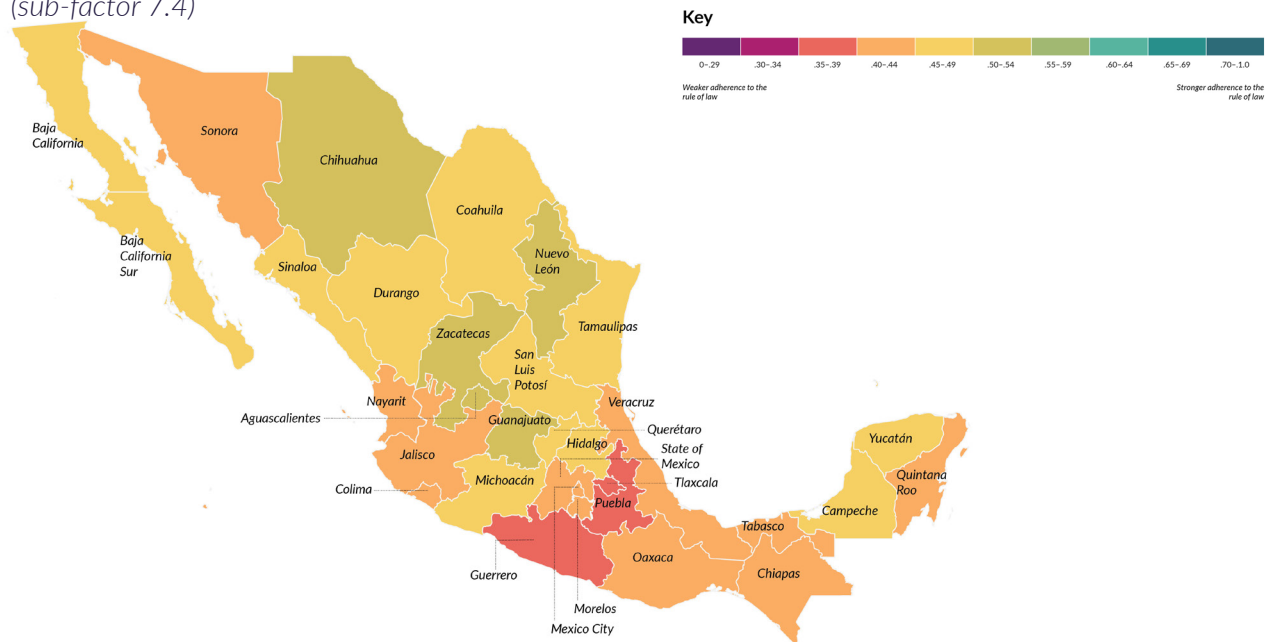 (sub-factor 7.4)
Key
0-.29
.30-.34
.35-.39
.40-.44
.45-.49
.50-.54
.55-.59
.60-.64
.65-.69
.70-1.0
Weaker adherence to the
rule of law
Stronger adherence to the
rule of law
Baja
California
Sonora
Chihuahua
Coahuila
Baja
California
Sur
Sinaloa
Nuevo
León
Durango
Tamaulipas
Zacatecas
San
Luis
Potosí
Nayarit
Veracruz
Aguascalientes
Guanajuato
Querétaro
Yucatán
Hidalgo
State of
Mexico
Jalisco
Michoacán
Tlaxcala
Quintana
Roo
Colima
Puebla
Campeche
Tabasco
Oaxaca
Guerrero
Chiapas
Morelos
Mexico City